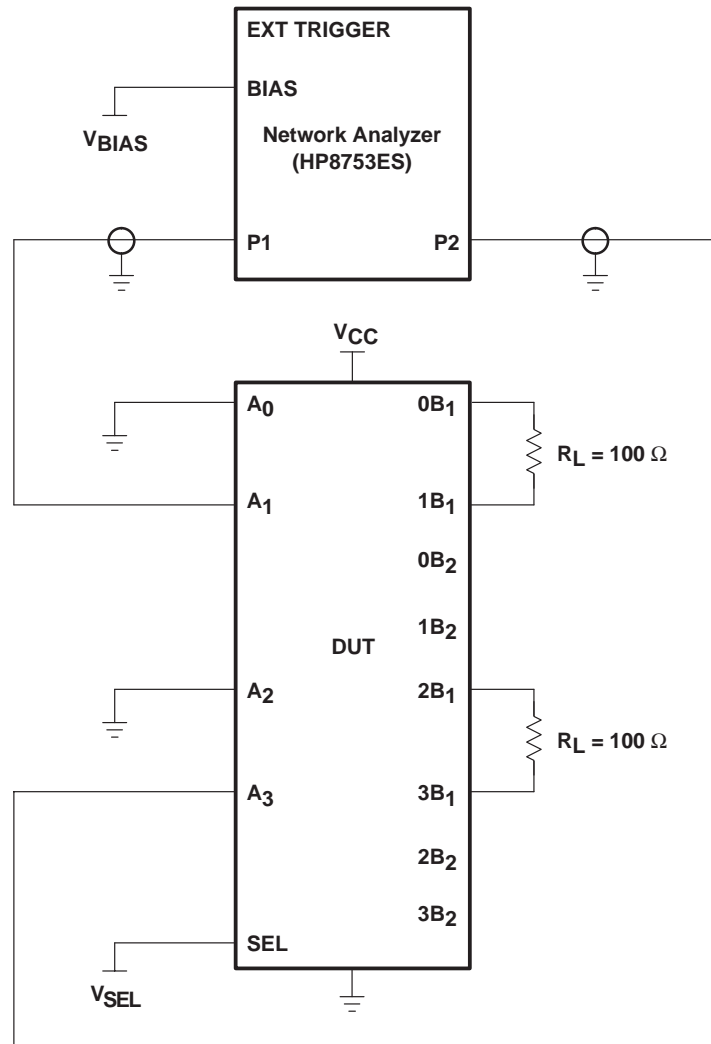 EXT TRIGGER
BIAS
VBIAS
Network Analyzer
(HP8753ES)
P1
P2
VCC
A0
0B1
RL = 100 Ω
A1
1B1
0B2
1B2
DUT
A2
2B1
RL = 100 Ω
A3
3B1
2B2
3B2
SEL
VSEL